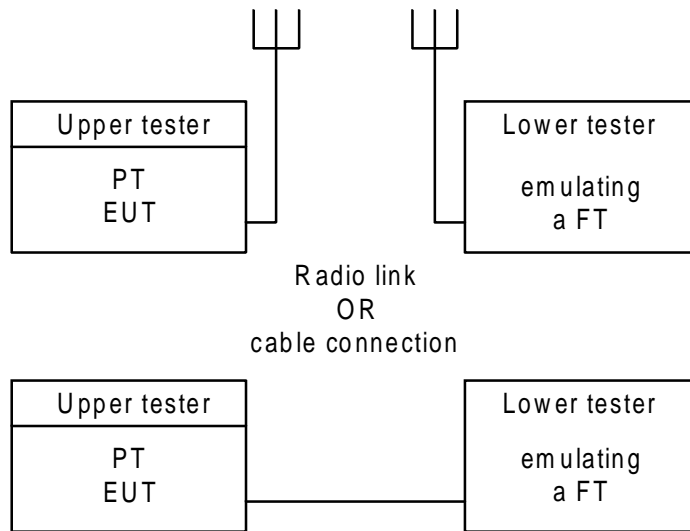 Upper tester
PT
EUT
Lower tester
emulating
a FT
Radio link
OR
cable connection
Upper tester
PT
EUT
Lower tester
emulating
a FT